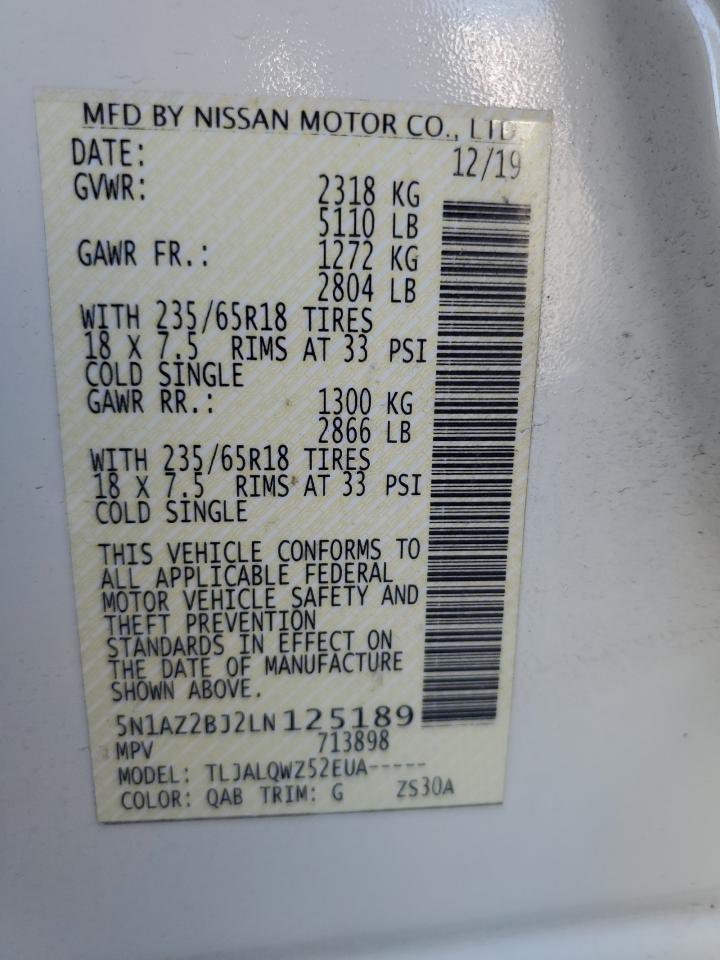 MFD BY NISSAN MOTOR CO., LTD.
DATE: 12/19
GVWR: 2318 KG
5110 LB
GAWR FR.: 1272 KG
2804 LB
WITH 235/65R18 TIRES
18 X 7.5 RIMS AT 33 PSI
COLD SINGLE
GAWR RR.: 1300 KG
2866 LB
WITH 235/65R18 TIRES
18 X 7.5 RIMS AT 33 PSI
COLD SINGLE
THIS VEHICLE CONFORMS TO
ALL APPLICABLE FEDERAL
MOTOR VEHICLE SAFETY AND
THEFT PREVENTION
STANDARDS IN EFFECT ON
THE DATE OF MANUFACTURE
SHOWN ABOVE.
5N1AZ2BJ2LN125189
MPV 713898
MODEL: TLJALQWZ52EUA-----
COLOR: QAB TRIM: G ZS30A